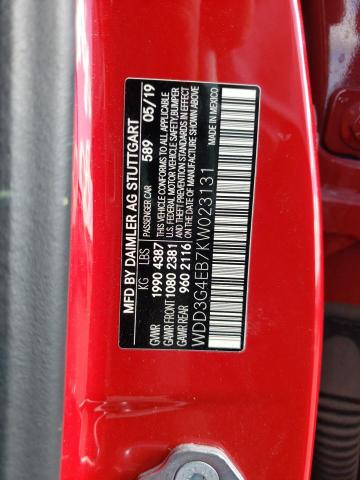 MFD BY DAIMLER AG STUTTGART
PASSENGER CAR 589 05/19
KG LBS THIS VEHICLE CONFORMS TO ALL APPLICABLE
GVWR 1990 4387 U.S. FEDERAL MOTOR VEHICLE SAFETY, BUMPER
GAWR FRONT 1080 2381 AND THEFT PREVENTION STANDARDS IN EFFECT ON THE
GAWR REAR 960 2116 DATE OF MANUFACTURE SHOWN ABOVE
WDD3G4EB7KW023131 MADE IN MEXICO